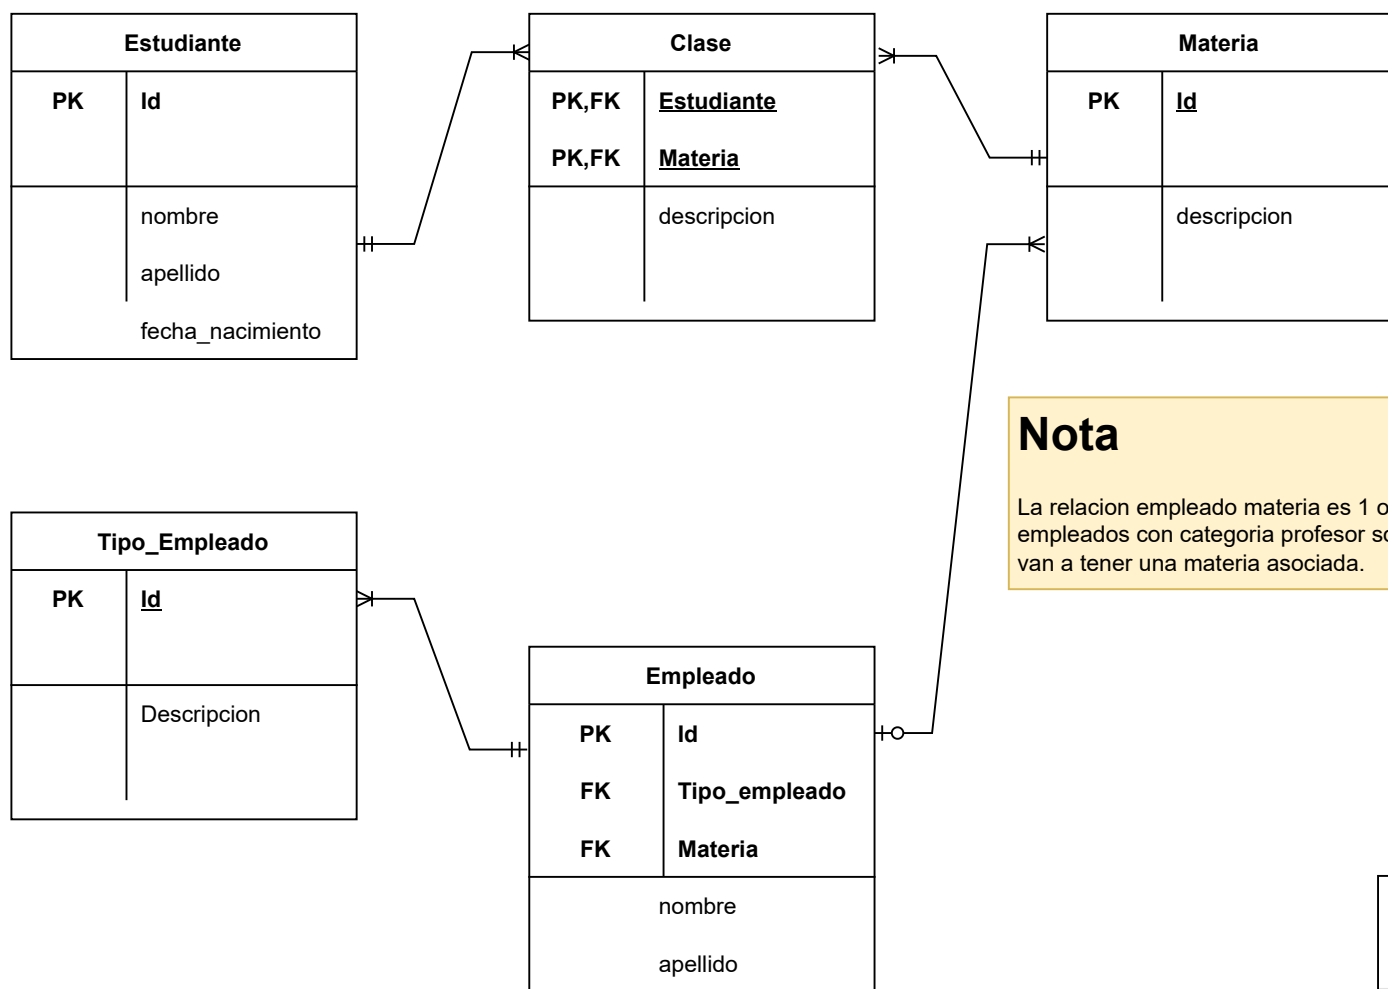 Estudiante
PK Id
nombre
apellido
fecha_nacimiento
Clase
PK,FK Estudiante
PK,FK Materia
descripcion
Materia
PK Id
descripcion
Nota
La relacion empleado materia es 1 o
empleados con categoria profesor
van a tener una materia asociada.
Tipo_Empleado
PK Id
Descripcion
Empleado
PK Id
FK Tipo_empleado
FK Materia
nombre
apellido